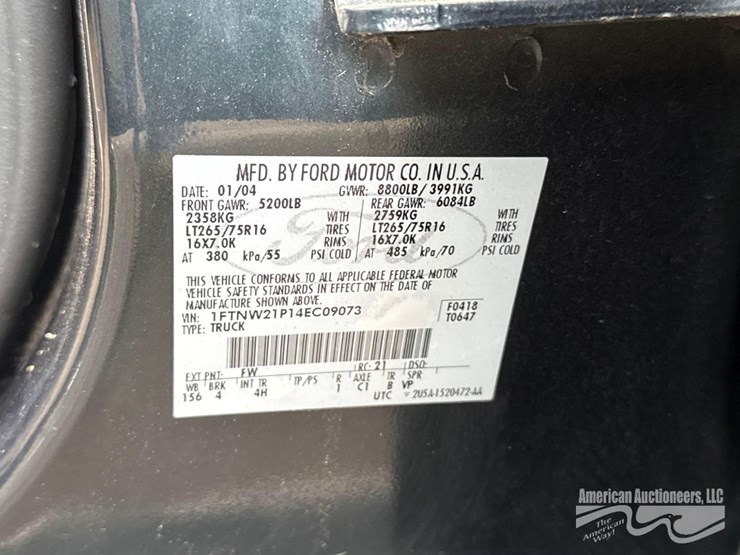 MFD. BY FORD MOTOR CO. IN U.S.A.
DATE: 01/04 GVWR: 8800LB/3991KG
FRONT GAWR: 5200LB REAR GAWR: 6084LB
2358KG WITH 2759KG WITH
LT265/75R16 TIRES LT265/75R16 TIRES
16X7.0K RIMS 16X7.0K RIMS
AT 380 kPa/55 PSI COLD AT 485 kPa/70 PSI COLD
Ford
THIS VEHICLE CONFORMS TO ALL APPLICABLE FEDERAL MOTOR
VEHICLE SAFETY STANDARDS IN EFFECT ON THE DATE OF
MANUFACTURE SHOWN ABOVE.
VIN: 1FTNW21P14EC09073 F0418
TYPE: TRUCK T0647
EXT PNT: FW RC: 21 DSO:
WB BRK INT TR TP/PS R AXLE TR SPR
156 4 4H 1 C1 B VP
UTC 2U5A-1520472-AA
American Auctioneers, LLC
The
American
Way!